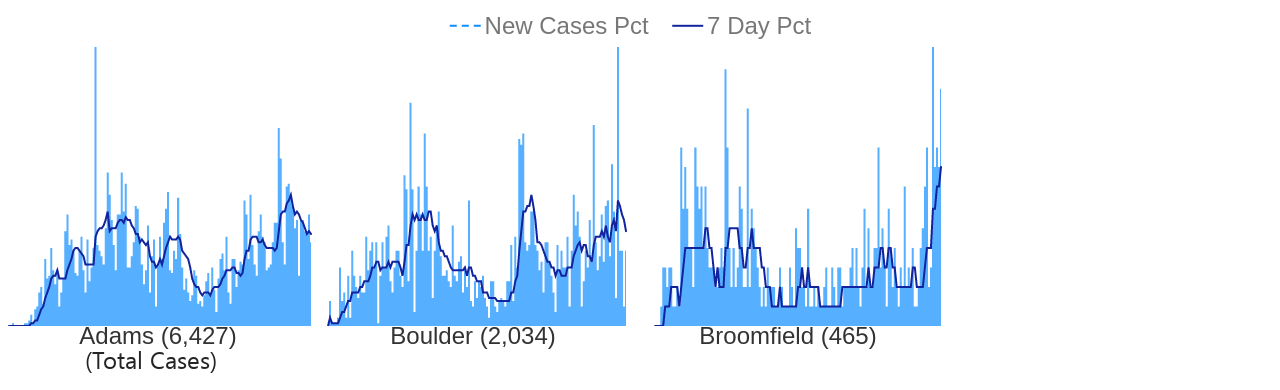 New Cases Pct 7 Day Pct
Adams (6,427) Boulder (2,034) Broomfield (465)
(Total Cases)